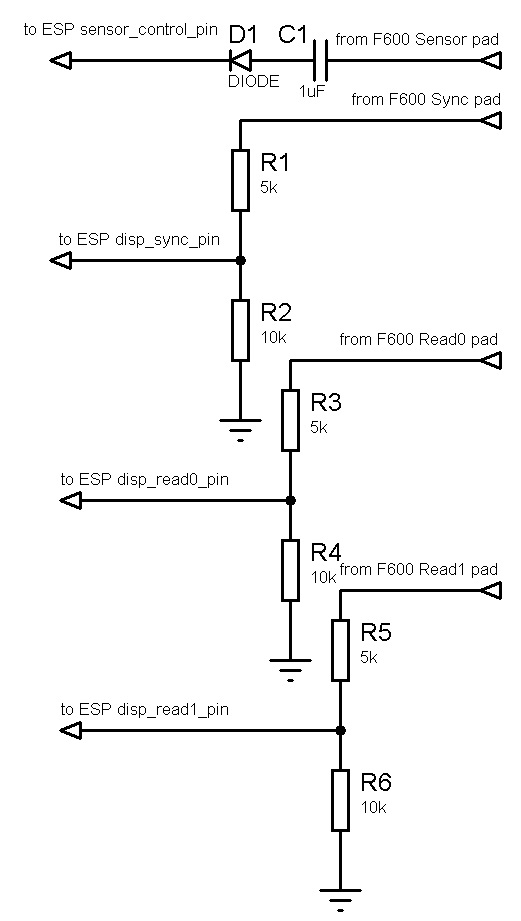 to ESP sensor_control_pin
D1
DIODE
C1
1uF
from F600 Sensor pad
from F600 Sync pad
R1
5k
to ESP disp_sync_pin
R2
10k
from F600 Read0 pad
R3
5k
to ESP disp_read0_pin
R4
10k
from F600 Read1 pad
R5
5k
to ESP disp_read1_pin
R6
10k